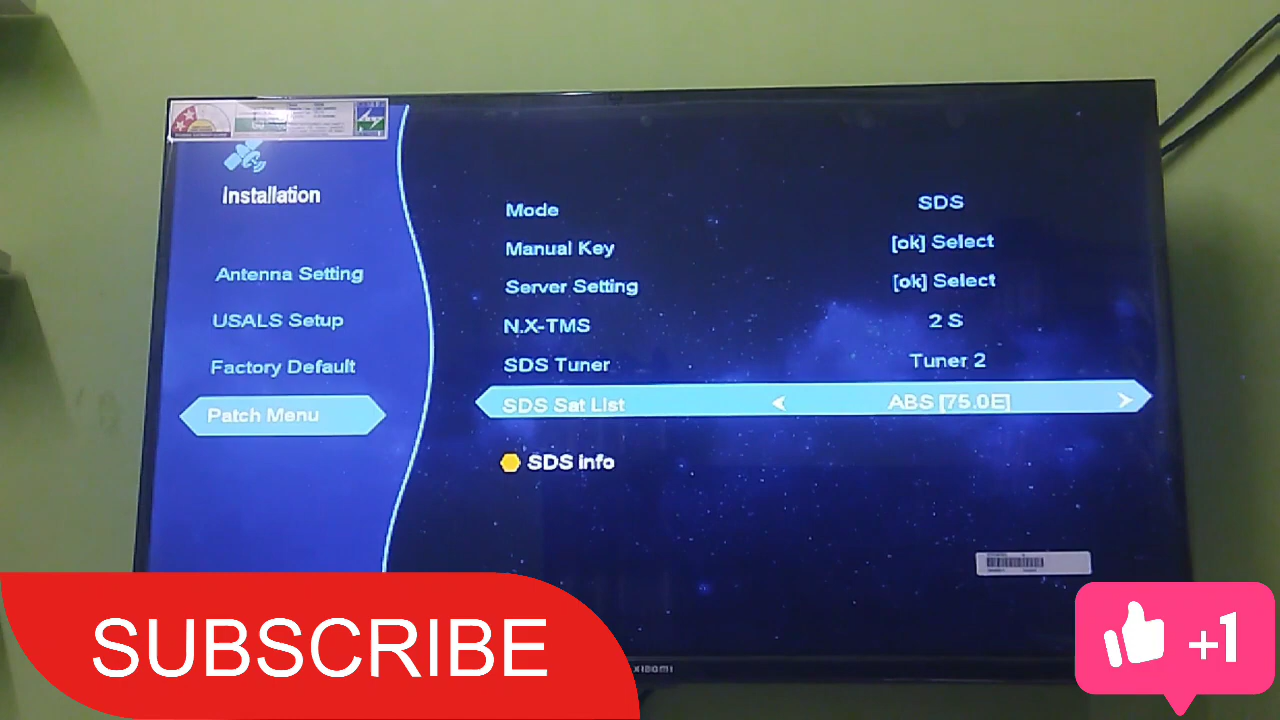 Installation
Antenna Setting
USALS Setup
Factory Default
Patch Menu
Mode SDS
Manual Key [ok] Select
Server Setting [ok] Select
N.X-TMS 2 S
SDS Tuner Tuner 2
SDS Sat List ABS [75.0E]
SDS Info
XIAOMI
SUBSCRIBE
+1